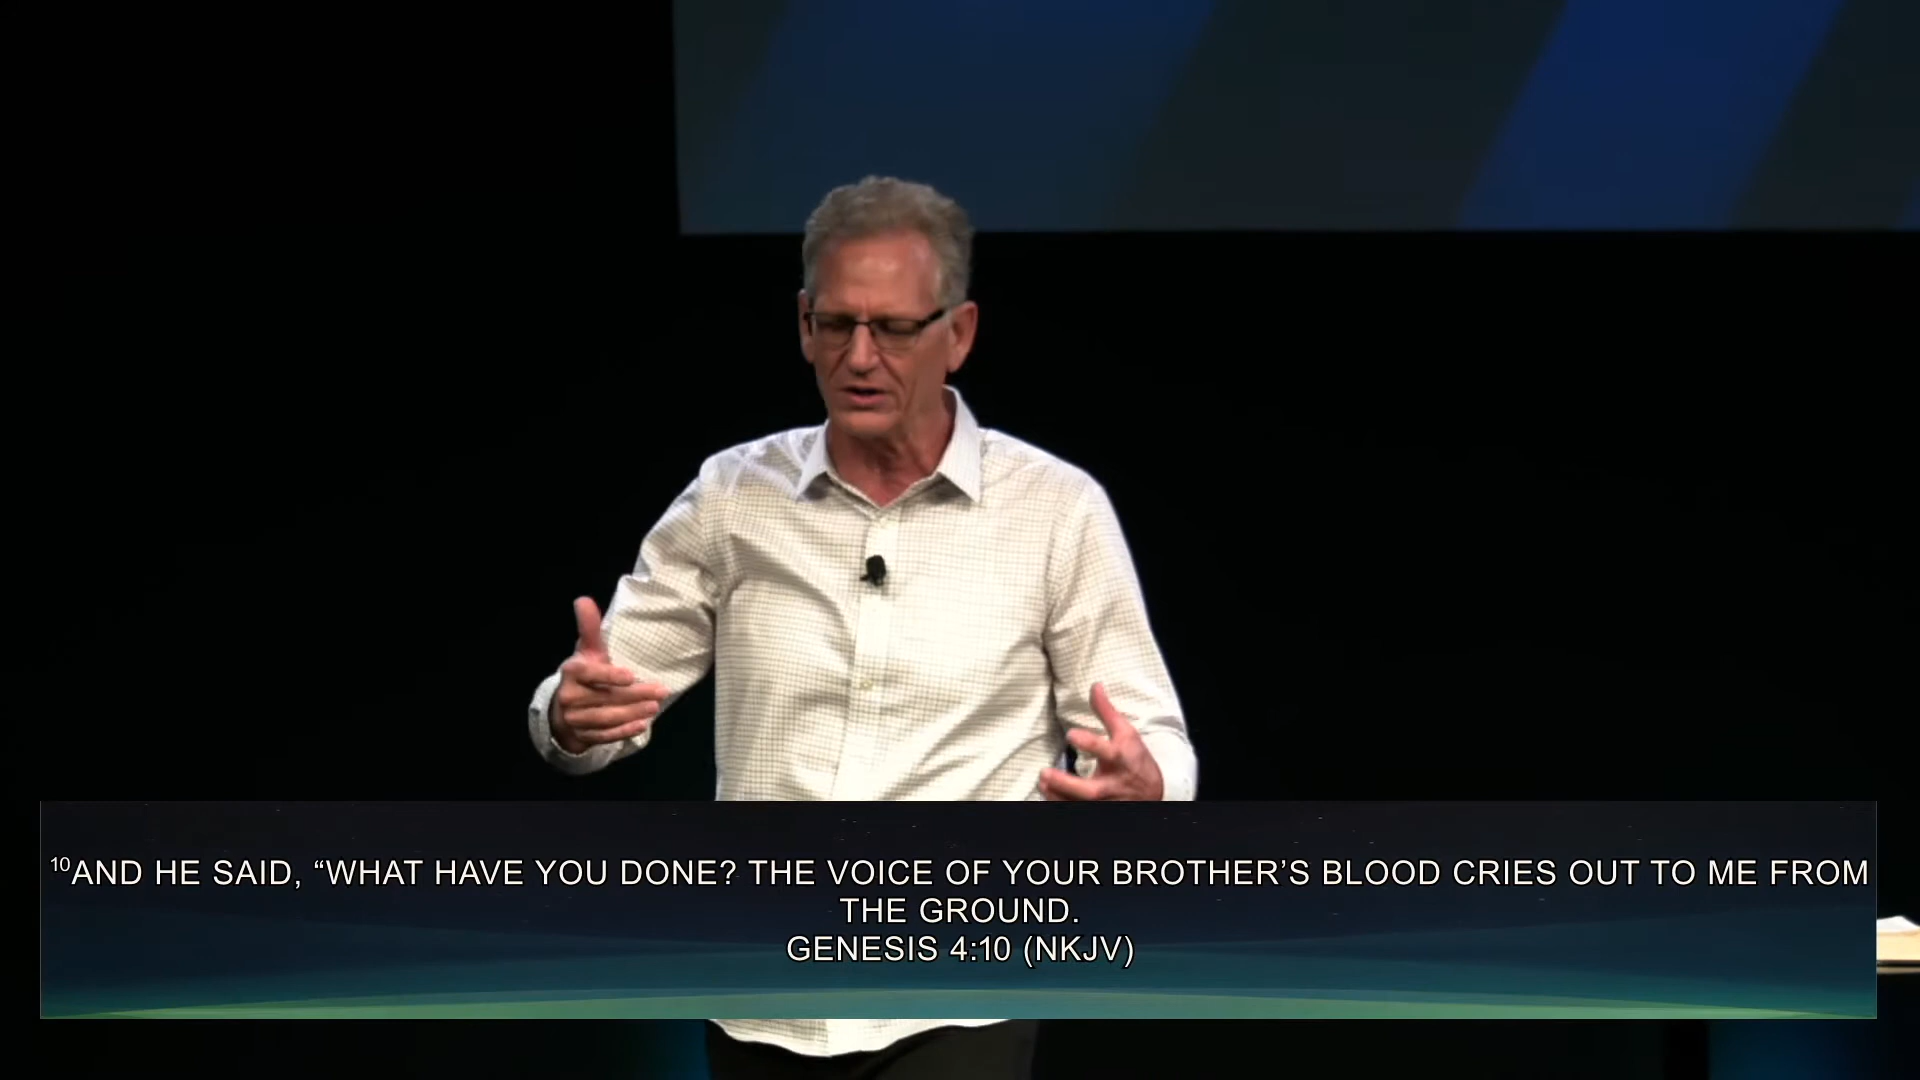 ¹⁰AND HE SAID, “WHAT HAVE YOU DONE? THE VOICE OF YOUR BROTHER’S BLOOD CRIES OUT TO ME FROM
THE GROUND.
GENESIS 4:10 (NKJV)